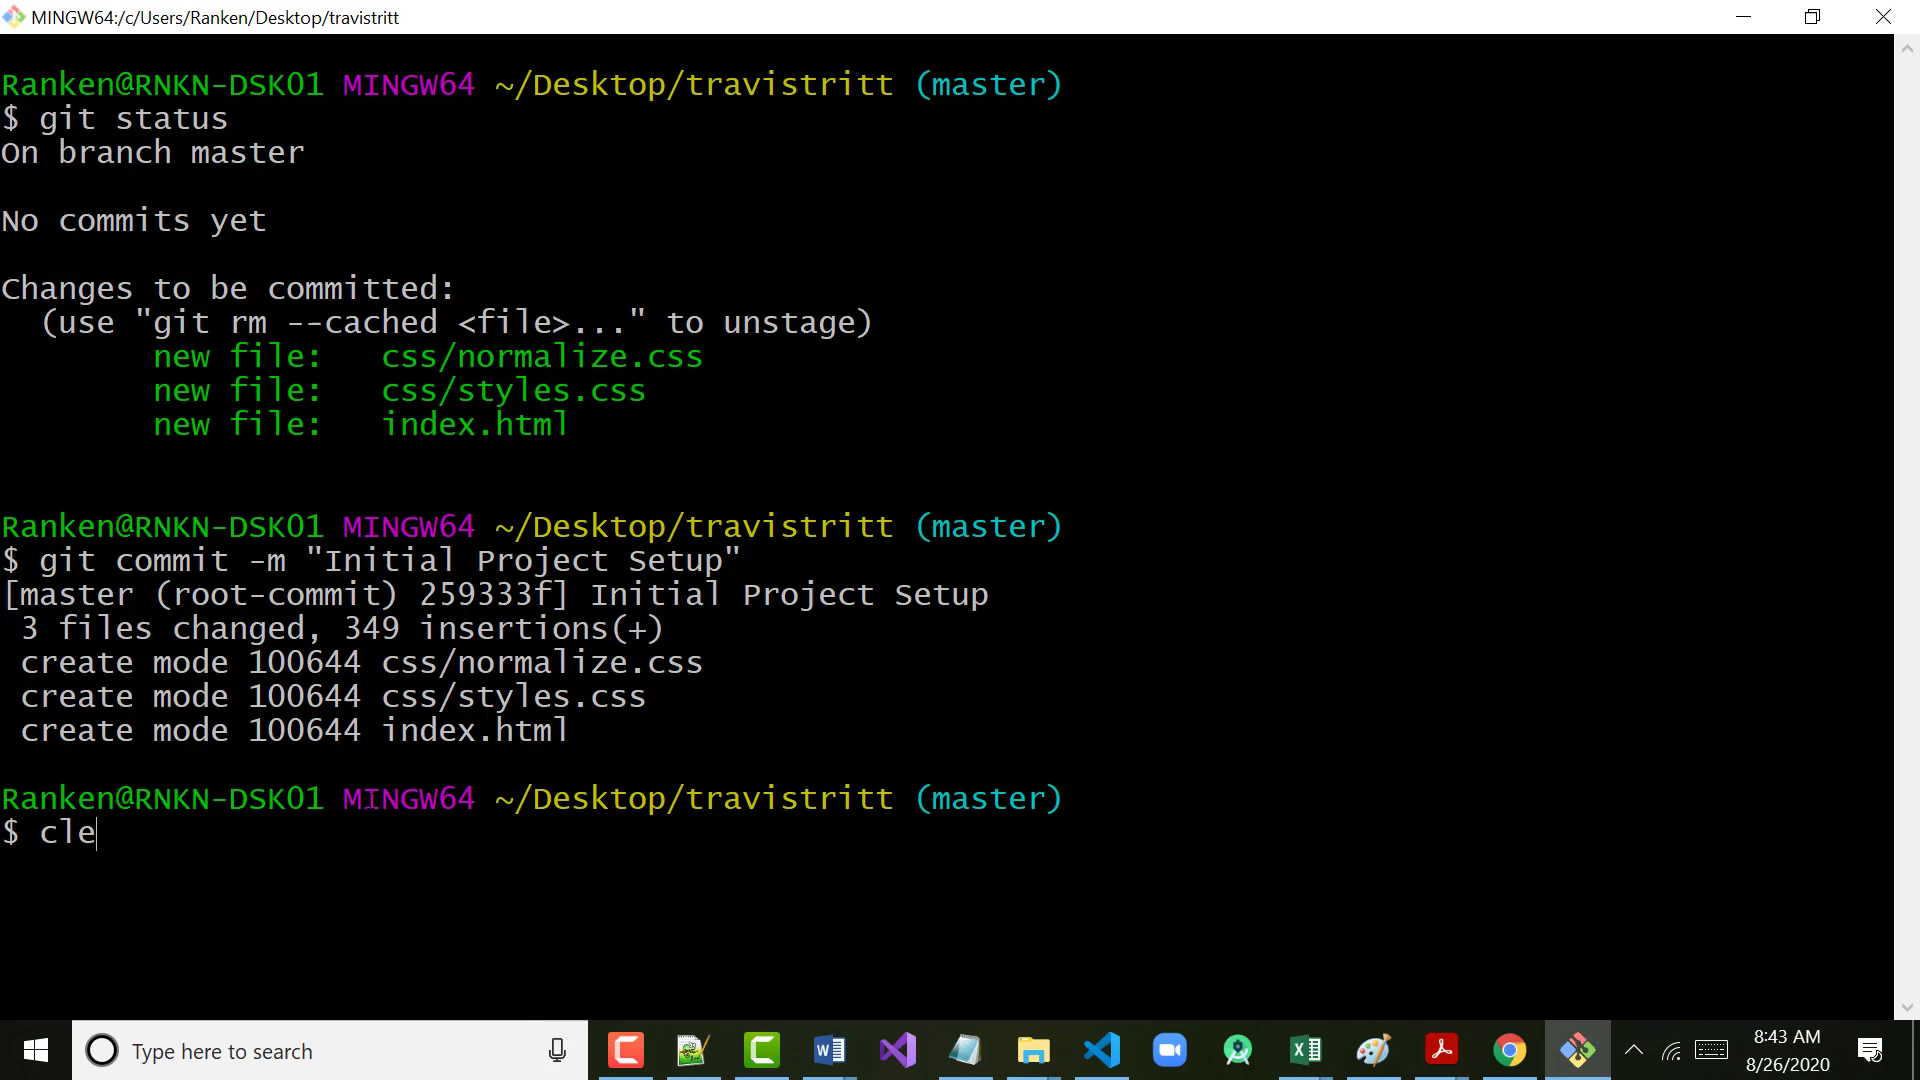 MINGW64:/c/Users/Ranken/Desktop/travistritt
Ranken@RNKN-DSK01 MINGW64 ~/Desktop/travistritt (master)
$ git status
On branch master
No commits yet
Changes to be committed:
(use "git rm --cached <file>..." to unstage)
new file: css/normalize.css
new file: css/styles.css
new file: index.html
Ranken@RNKN-DSK01 MINGW64 ~/Desktop/travistritt (master)
$ git commit -m "Initial Project Setup"
[master (root-commit) 259333f] Initial Project Setup
3 files changed, 349 insertions(+)
create mode 100644 css/normalize.css
create mode 100644 css/styles.css
create mode 100644 index.html
Ranken@RNKN-DSK01 MINGW64 ~/Desktop/travistritt (master)
$ cle
Type here to search
8:43 AM
8/26/2020